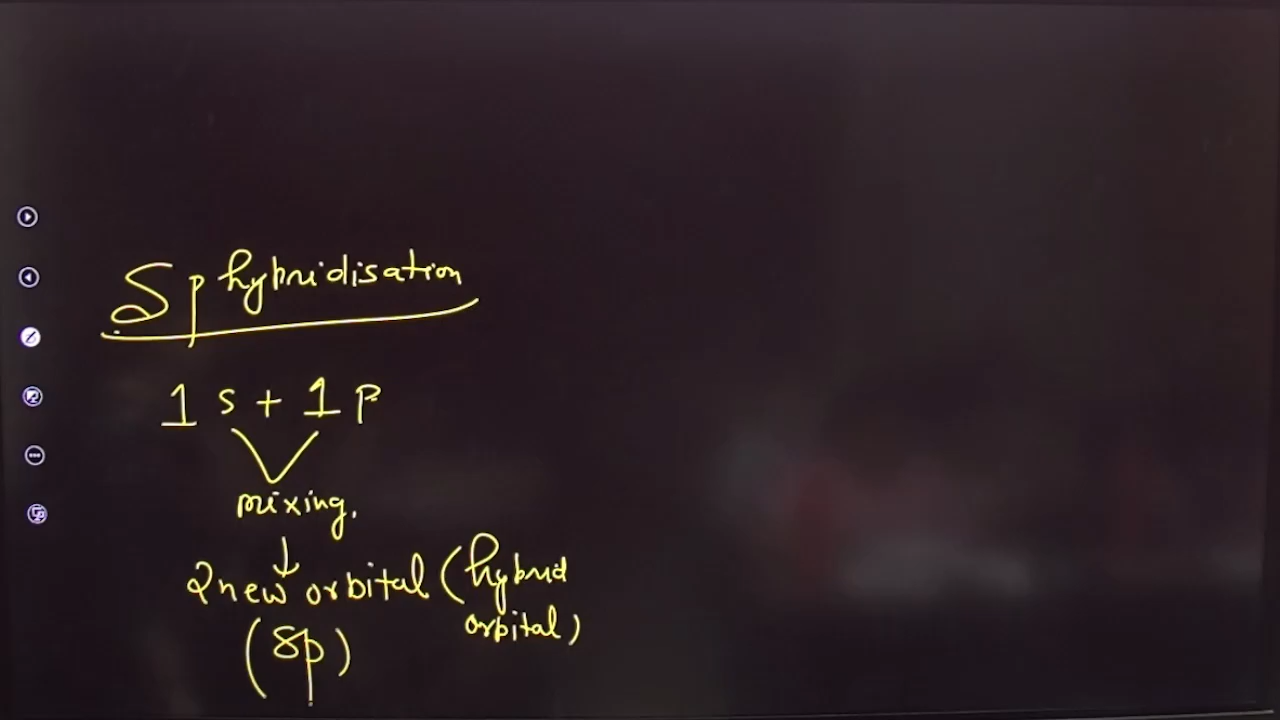 Sp hybridisation
1 s + 1 p
mixing.
↓
2 new orbital (hybrid
orbital)
(sp)